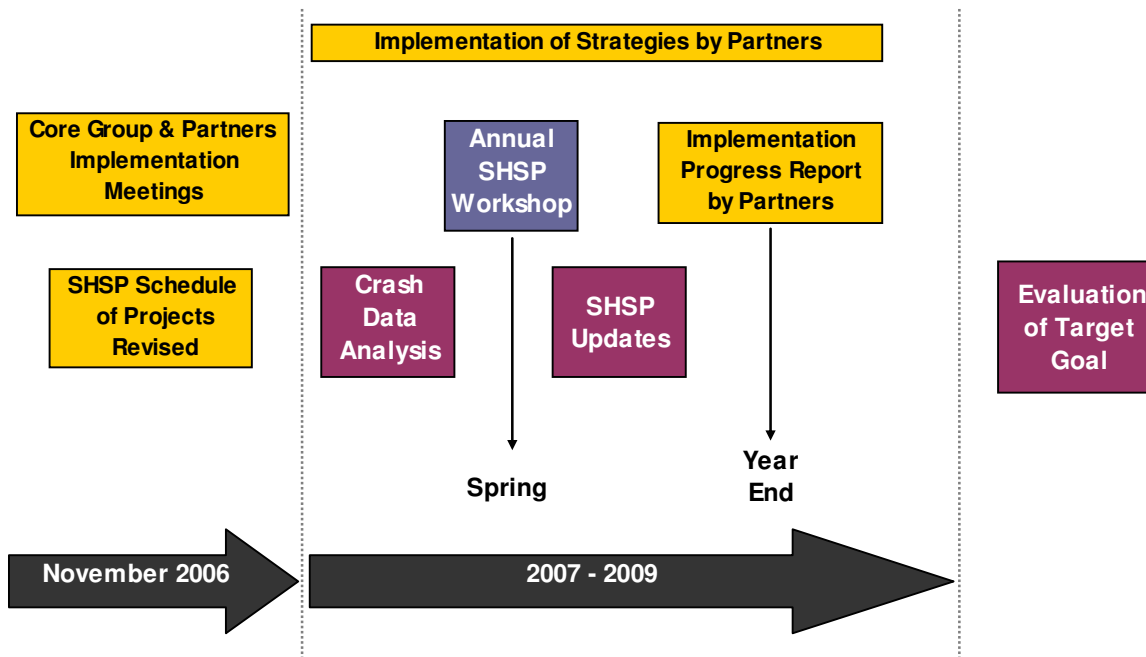 Implementation of Strategies by Partners
Core Group & Partners
Implementation
Meetings
Annual
SHSP
Workshop
Implementation
Progress Report
by Partners
SHSP Schedule
of Projects
Revised
Crash
Data
Analysis
SHSP
Updates
Evaluation
of Target
Goal
Spring
Year
End
November 2006
2007 - 2009